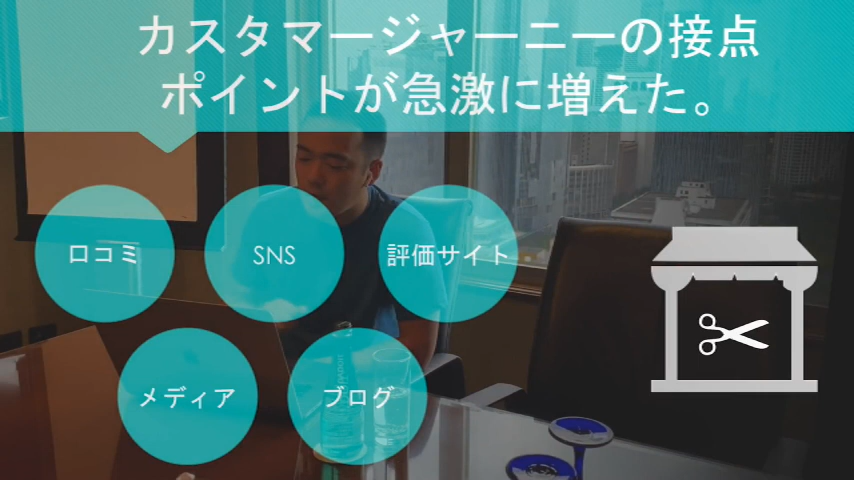 カスタマージャーニーの接点
ポイントが急激に増えた。
口コミ
SNS
評価サイト
メディア
ブログ